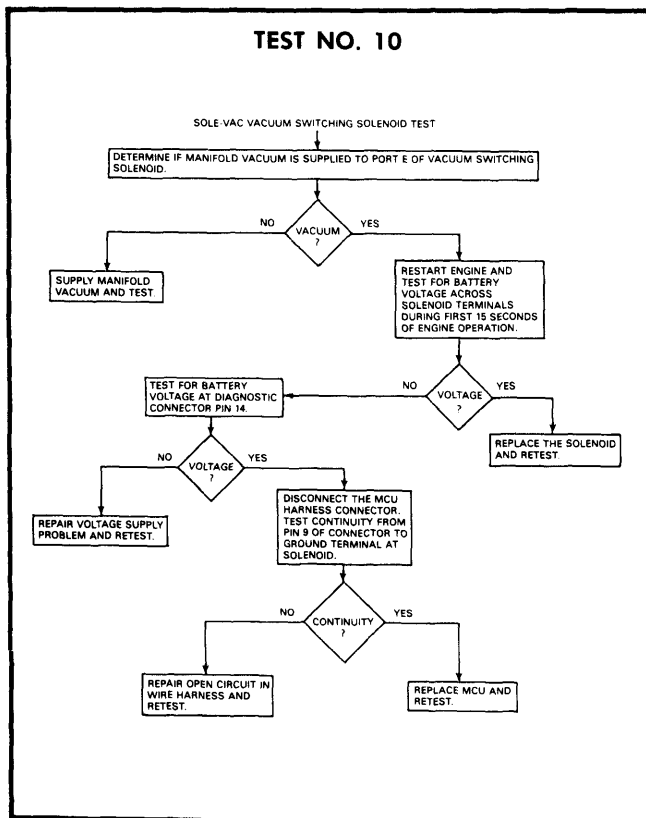 TEST NO. 10
SOLE-VAC VACUUM SWITCHING SOLENOID TEST
DETERMINE IF MANIFOLD VACUUM IS SUPPLIED TO PORT E OF VACUUM SWITCHING
SOLENOID.
NO
VACUUM
?
YES
SUPPLY MANIFOLD
VACUUM AND TEST.
RESTART ENGINE AND
TEST FOR BATTERY
VOLTAGE ACROSS
SOLENOID TERMINALS
DURING FIRST 15 SECONDS
OF ENGINE OPERATION.
TEST FOR BATTERY
VOLTAGE AT DIAGNOSTIC
CONNECTOR PIN 14.
NO
VOLTAGE
?
YES
REPLACE THE SOLENOID
AND RETEST.
NO
VOLTAGE
?
YES
REPAIR VOLTAGE SUPPLY
PROBLEM AND RETEST.
DISCONNECT THE MCU
HARNESS CONNECTOR.
TEST CONTINUITY FROM
PIN 9 OF CONNECTOR TO
GROUND TERMINAL AT
SOLENOID.
NO
CONTINUITY
?
YES
REPAIR OPEN CIRCUIT IN
WIRE HARNESS AND
RETEST.
REPLACE MCU AND
RETEST.